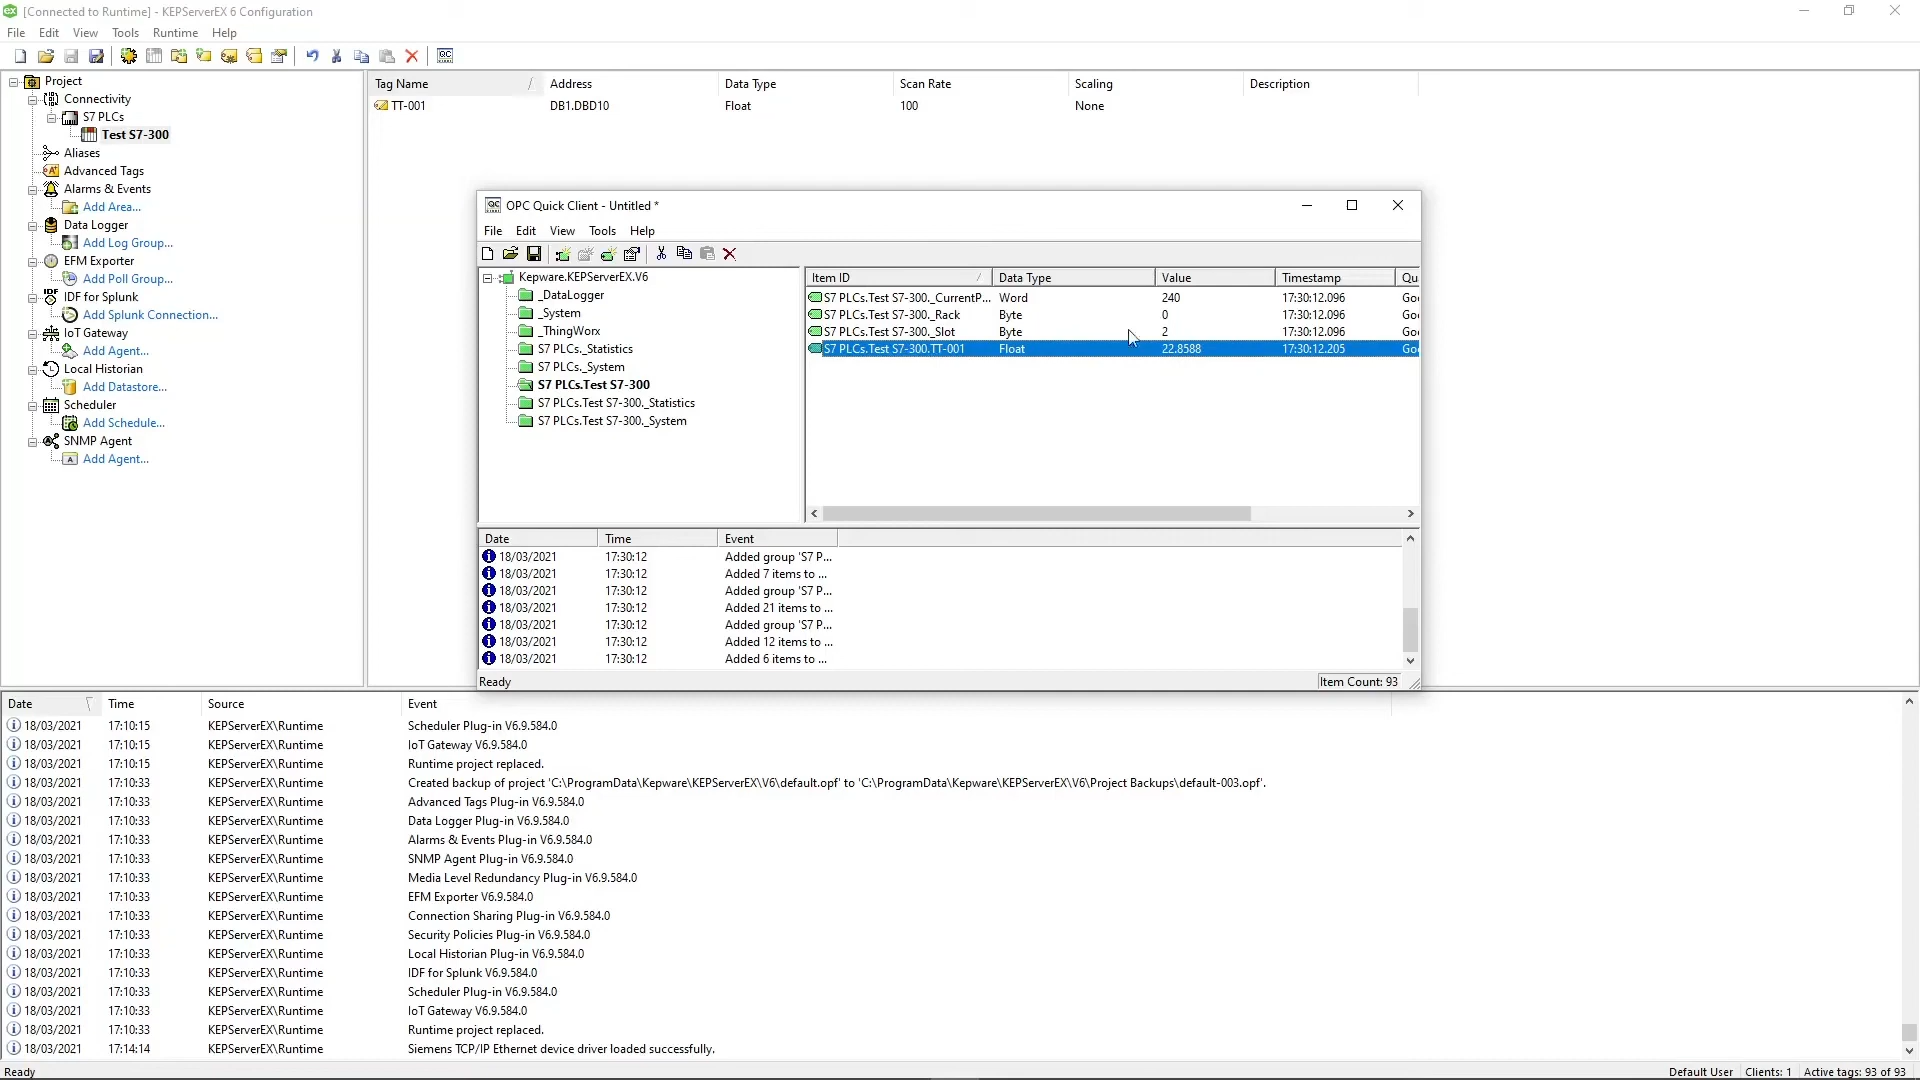 [Connected to Runtime] - KEPServerEX 6 Configuration
File Edit View Tools Runtime Help
QC
Project
Connectivity
S7 PLCs
Test S7-300
Aliases
Advanced Tags
Alarms & Events
Add Area...
Data Logger
Add Log Group...
EFM Exporter
Add Poll Group...
IDF for Splunk
Add Splunk Connection...
IoT Gateway
Add Agent...
Local Historian
Add Datastore...
Scheduler
Add Schedule...
SNMP Agent
Add Agent...
Tag Name Address Data Type Scan Rate Scaling Description
TT-001 DB1.DBD10 Float 100 None
OPC Quick Client - Untitled *
File Edit View Tools Help
Kepware.KEPServerEX.V6
_DataLogger
_System
_ThingWorx
S7 PLCs._Statistics
S7 PLCs._System
S7 PLCs.Test S7-300
S7 PLCs.Test S7-300._Statistics
S7 PLCs.Test S7-300._System
Item ID Data Type Value Timestamp Qu
S7 PLCs.Test S7-300._CurrentP... Word 240 17:30:12.096 Goo
S7 PLCs.Test S7-300._Rack Byte 0 17:30:12.096 Goo
S7 PLCs.Test S7-300._Slot Byte 2 17:30:12.096 Goo
S7 PLCs.Test S7-300.TT-001 Float 22.8588 17:30:12.205 Goo
Date Time Event
18/03/2021 17:30:12 Added group 'S7 P...
18/03/2021 17:30:12 Added 7 items to ...
18/03/2021 17:30:12 Added group 'S7 P...
18/03/2021 17:30:12 Added 21 items to ...
18/03/2021 17:30:12 Added group 'S7 P...
18/03/2021 17:30:12 Added 12 items to ...
18/03/2021 17:30:12 Added 6 items to ...
Ready Item Count: 93
Date Time Source Event
18/03/2021 17:10:15 KEPServerEX\Runtime Scheduler Plug-in V6.9.584.0
18/03/2021 17:10:15 KEPServerEX\Runtime IoT Gateway V6.9.584.0
18/03/2021 17:10:15 KEPServerEX\Runtime Runtime project replaced.
18/03/2021 17:10:33 KEPServerEX\Runtime Created backup of project 'C:\ProgramData\Kepware\KEPServerEX\V6\default.opf' to 'C:\ProgramData\Kepware\KEPServerEX\V6\Project Backups\default-003.opf'.
18/03/2021 17:10:33 KEPServerEX\Runtime Advanced Tags Plug-in V6.9.584.0
18/03/2021 17:10:33 KEPServerEX\Runtime Data Logger Plug-in V6.9.584.0
18/03/2021 17:10:33 KEPServerEX\Runtime Alarms & Events Plug-in V6.9.584.0
18/03/2021 17:10:33 KEPServerEX\Runtime SNMP Agent Plug-in V6.9.584.0
18/03/2021 17:10:33 KEPServerEX\Runtime Media Level Redundancy Plug-in V6.9.584.0
18/03/2021 17:10:33 KEPServerEX\Runtime EFM Exporter V6.9.584.0
18/03/2021 17:10:33 KEPServerEX\Runtime Connection Sharing Plug-in V6.9.584.0
18/03/2021 17:10:33 KEPServerEX\Runtime Security Policies Plug-in V6.9.584.0
18/03/2021 17:10:33 KEPServerEX\Runtime Local Historian Plug-in V6.9.584.0
18/03/2021 17:10:33 KEPServerEX\Runtime IDF for Splunk V6.9.584.0
18/03/2021 17:10:33 KEPServerEX\Runtime Scheduler Plug-in V6.9.584.0
18/03/2021 17:10:33 KEPServerEX\Runtime IoT Gateway V6.9.584.0
18/03/2021 17:10:33 KEPServerEX\Runtime Runtime project replaced.
18/03/2021 17:14:14 KEPServerEX\Runtime Siemens TCP/IP Ethernet device driver loaded successfully.
Ready Default User Clients: 1 Active tags: 93 of 93